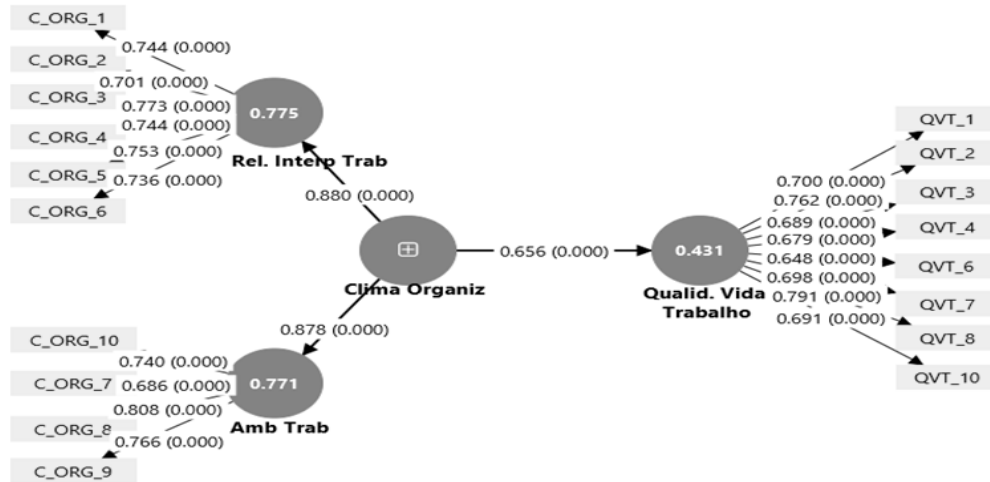 C_ORG_1
0.744 (0.000)
C_ORG_2
0.701 (0.000)
C_ORG_3
0.773 (0.000)
0.744 (0.000)
C_ORG_4
0.753 (0.000)
C_ORG_5
0.736 (0.000)
C_ORG_6
0.775
Rel. Interp Trab
0.880 (0.000)
Clima Organiz
0.656 (0.000)
0.878 (0.000)
C_ORG_10
0.740 (0.000)
C_ORG_7
0.686 (0.000)
0.808 (0.000)
C_ORG_8
0.766 (0.000)
C_ORG_9
0.771
Amb Trab
0.431
Qualid. Vida
Trabalho
0.700 (0.000)
0.762 (0.000)
0.689 (0.000)
0.679 (0.000)
0.648 (0.000)
0.698 (0.000)
0.791 (0.000)
0.691 (0.000)
QVT_1
QVT_2
QVT_3
QVT_4
QVT_6
QVT_7
QVT_8
QVT_10